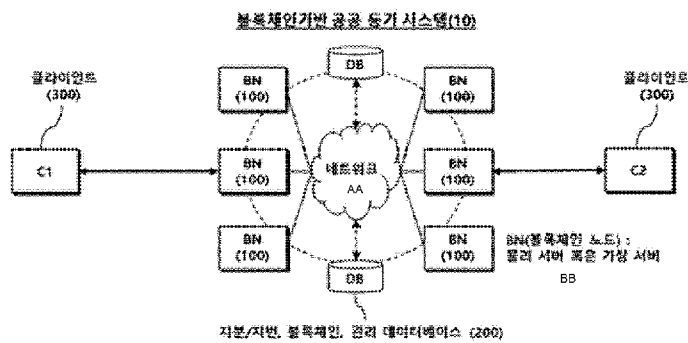 블록체인기반 공공 등기 시스템(10)
클라이언트
(300)
클라이언트
(300)
DB
BN
(100)
BN
(100)
C1
BN
(100)
네트워크
AA
BN
(100)
C2
BN
(100)
BN
(100)
BN(블록체인 노드) :
물리 서버 혹은 가상 서버
BB
DB
지분/지번, 블록체인, 관리 데이터베이스 (200)